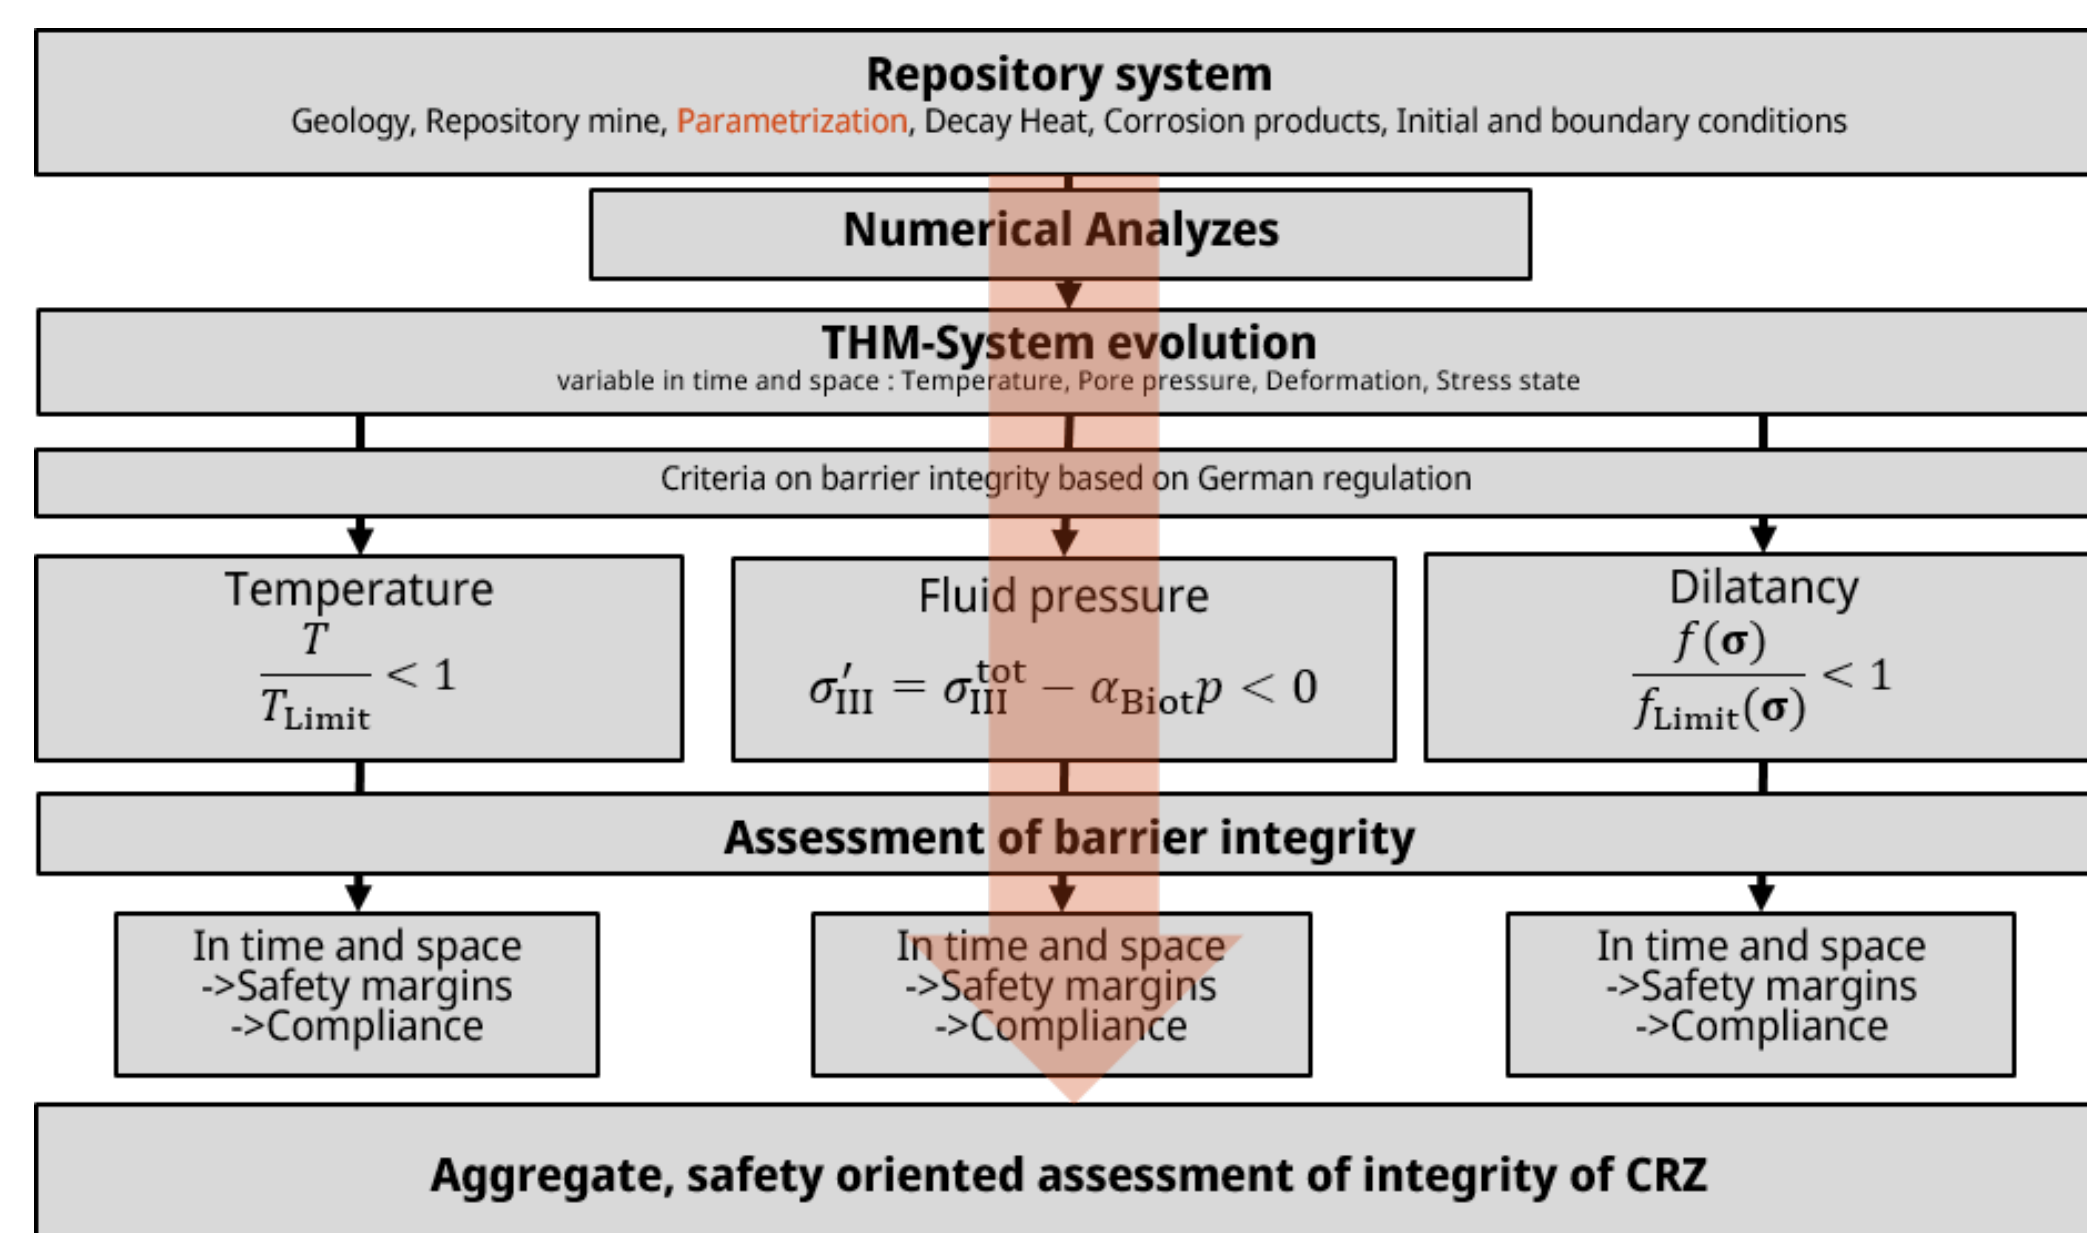 Repository system
Geology, Repository mine, Parametrization, Decay Heat, Corrosion products, Initial and boundary conditions
Numerical Analyzes
THM-System evolution
variable in time and space : Temperature, Pore pressure, Deformation, Stress state
Criteria on barrier integrity based on German regulation
Temperature
T
T_Limit
< 1
Fluid pressure
σ′_III = σ_III^tot − α_Biot p < 0
Dilatancy
f(σ)
f_Limit(σ)
< 1
Assessment of barrier integrity
In time and space
->Safety margins
->Compliance
In time and space
->Safety margins
->Compliance
In time and space
->Safety margins
->Compliance
Aggregate, safety oriented assessment of integrity of CRZ